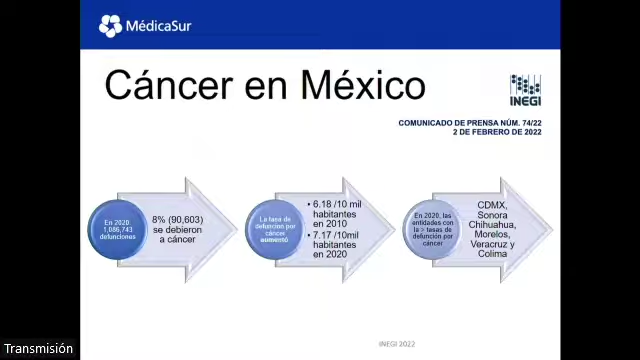 MédicaSur
Cáncer en México
INEGI
COMUNICADO DE PRENSA NÚM. 74/22
2 DE FEBRERO DE 2022
En 2020
1,086,743
defunciones
8% (90,603)
se debieron
a cáncer
La tasa de
defunción por
cáncer
aumentó
• 6.18 /10 mil
habitantes
en 2010
• 7.17 /10mil
habitantes
en 2020
En 2020, las
entidades con
la > tasas de
defunción por
cáncer
CDMX,
Sonora
Chihuahua,
Morelos,
Veracruz y
Colima
INEGI 2022
Transmisión